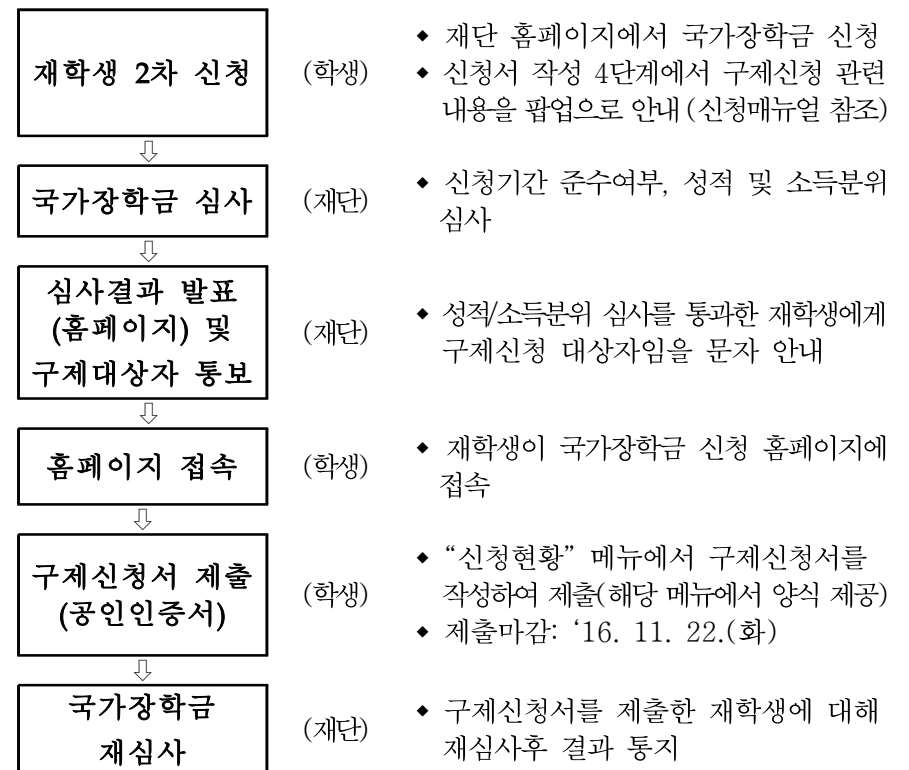 재학생 2차 신청
(학생)
◆ 재단 홈페이지에서 국가장학금 신청
◆ 신청서 작성 4단계에서 구제신청 관련
내용을 팝업으로 안내(신청매뉴얼 참조)
⇩
국가장학금 심사
(재단)
◆ 신청기간 준수여부, 성적 및 소득분위
심사
⇩
심사결과 발표
(홈페이지) 및
구제대상자 통보
(재단)
◆ 성적/소득분위 심사를 통과한 재학생에게
구제신청 대상자임을 문자 안내
⇩
홈페이지 접속
(학생)
◆ 재학생이 국가장학금 신청 홈페이지에
접속
⇩
구제신청서 제출
(공인인증서)
(학생)
◆ “신청현황” 메뉴에서 구제신청서를
작성하여 제출(해당 메뉴에서 양식 제공)
◆ 제출마감: ‘16. 11. 22.(화)
⇩
국가장학금
재심사
(재단)
◆ 구제신청서를 제출한 재학생에 대해
재심사후 결과 통지